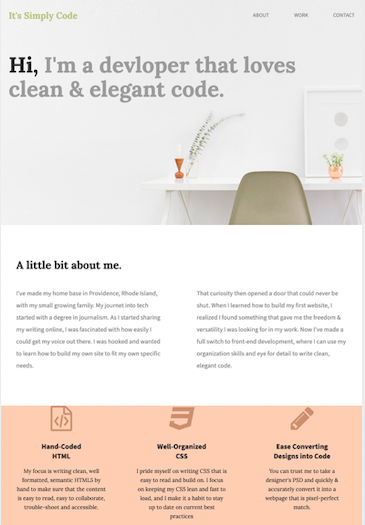 It's Simply Code
ABOUT WORK CONTACT
Hi, I'm a devloper that loves
clean & elegant code.
A little bit about me.
I've made my home base in Providence, Rhode Island,
with my small growing family. My journey into tech
started with a degree in journalism. As I started sharing
my writing online, I was fascinated with how easily I
could get my voice out there. I was hooked and wanted
to learn how to build my own site to fit my own specific
needs.
That curiosity then opened a door that could never be
shut. When I learned how to build my first website, I
realized I found something that gave me the freedom &
versatility I was looking for in my work. Now I've made a
full switch to front-end development, where I can use my
organization skills and eye for detail to write clean,
elegant code.
Hand-Coded
HTML
My focus is writing clean, well
formatted, semantic HTML5 by
hand to make sure that the content
is easy to read, easy to collaborate,
trouble-shoot and accessible.
Well-Organized
CSS
I pride myself on writing CSS that is
easy to read and build on. I focus
on keeping my CSS lean and fast to
load, and I make it a habit to stay
up to date on current best
practices
Ease Converting
Designs into Code
You can trust me to take a
designer's PSD and quickly &
accurately convert it into a
webpage that is pixel-perfect
match.